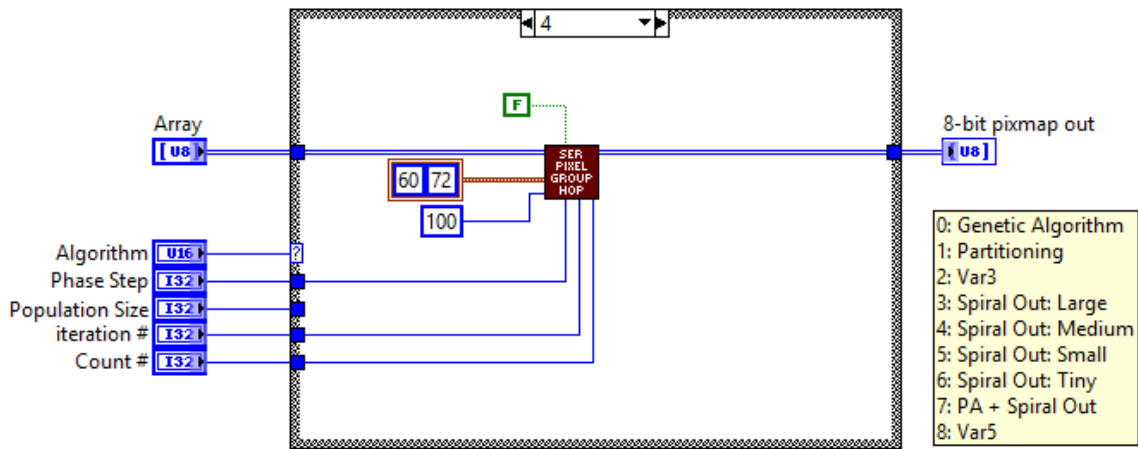 4
F
Array
[U8]
8-bit pixmap out
[U8]
SER
PIXEL
GROUP
HOP
60 72
100
Algorithm
U16
?
Phase Step
I32
Population Size
I32
iteration #
I32
Count #
I32
0: Genetic Algorithm
1: Partitioning
2: Var3
3: Spiral Out: Large
4: Spiral Out: Medium
5: Spiral Out: Small
6: Spiral Out: Tiny
7: PA + Spiral Out
8: Var5